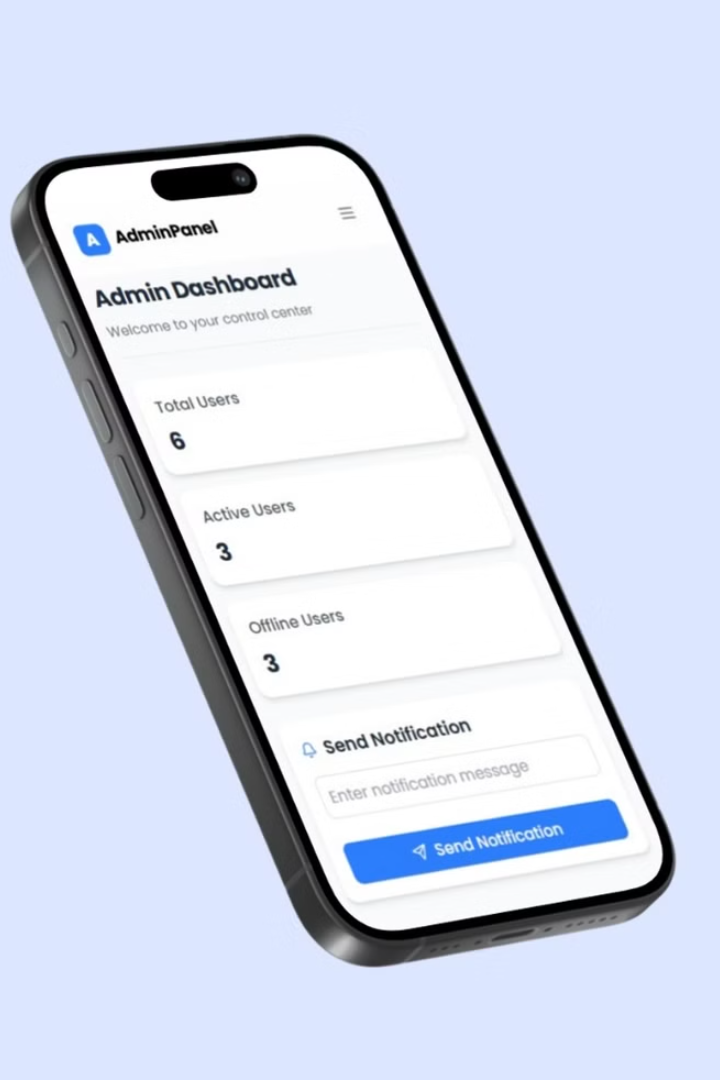 A AdminPanel
Admin Dashboard
Welcome to your control center
Total Users
6
Active Users
3
Offline Users
3
Send Notification
Enter notification message
Send Notification